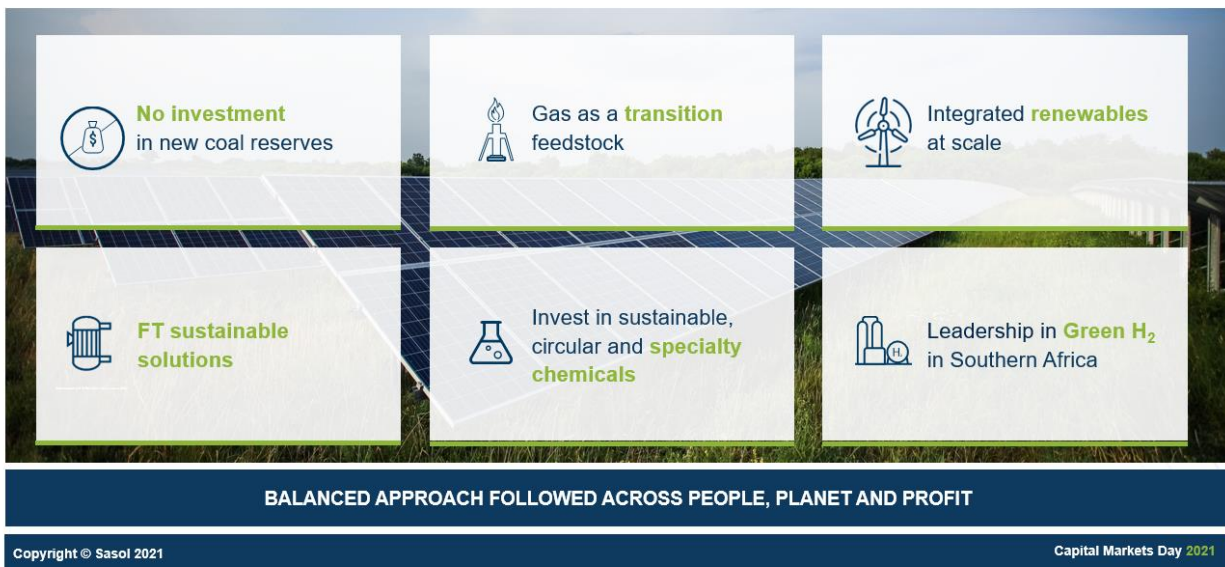 No investment
in new coal reserves
Gas as a transition
feedstock
Integrated renewables
at scale
FT sustainable
solutions
Invest in sustainable,
circular and specialty
chemicals
Leadership in Green H₂
in Southern Africa
BALANCED APPROACH FOLLOWED ACROSS PEOPLE, PLANET AND PROFIT
Copyright © Sasol 2021
Capital Markets Day 2021